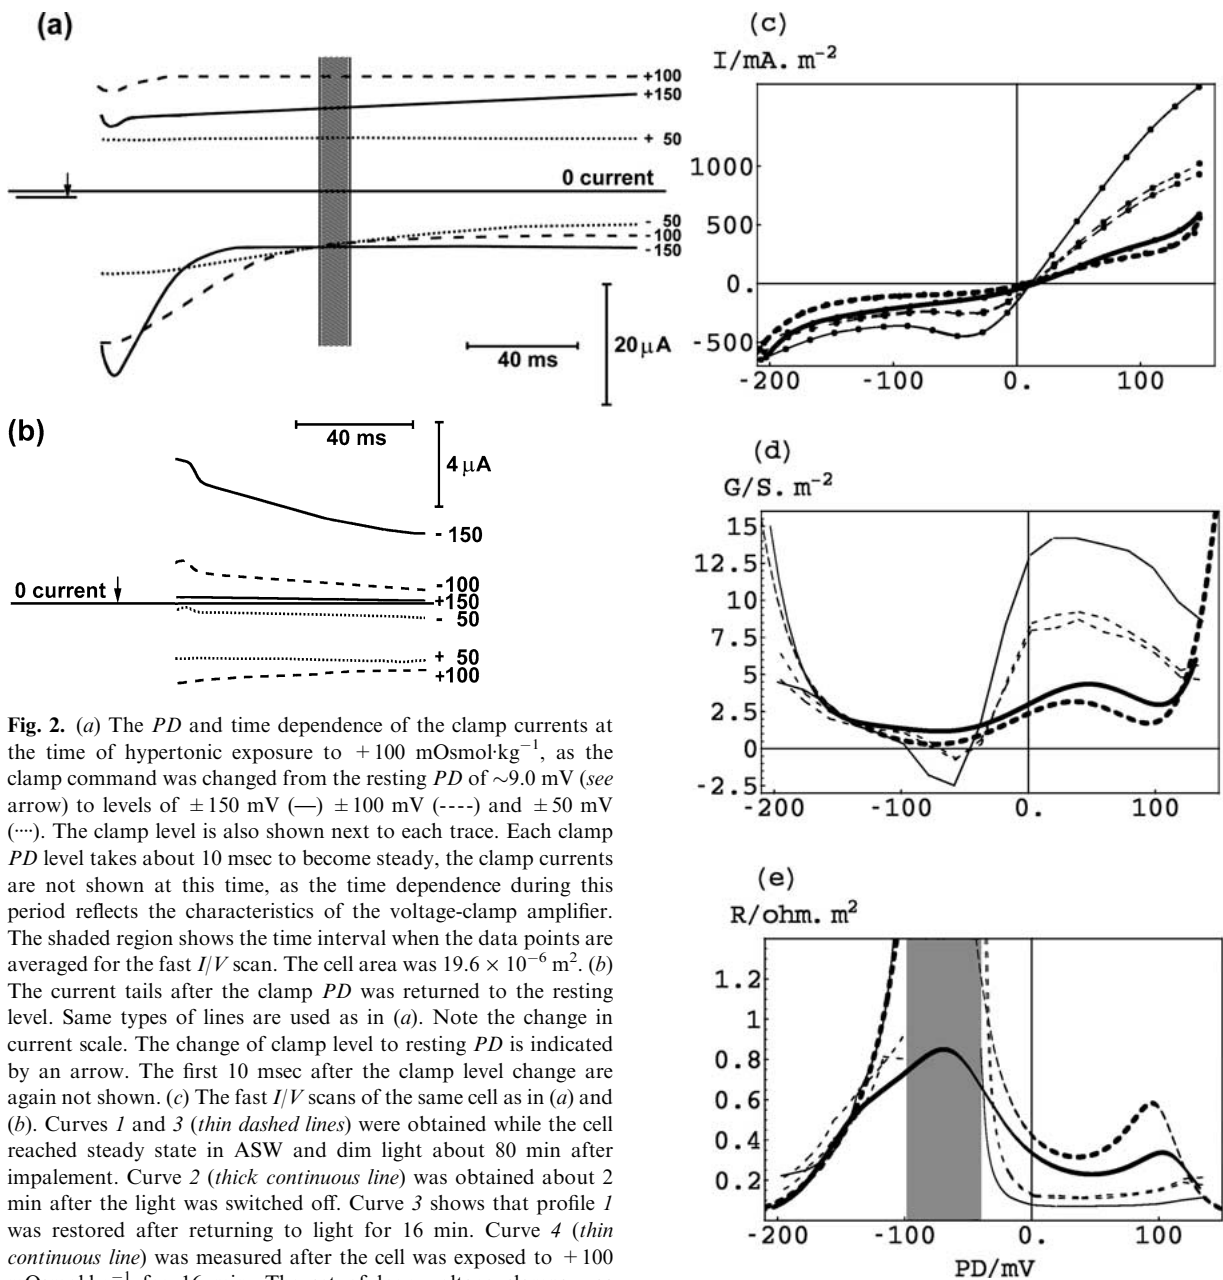 (a)
+100
+150
+ 50
0 current
- 50
-100
-150
40 ms
20 μA
(b)
40 ms
4 μA
- 150
-100
0 current
+150
- 50
+ 50
+100
Fig. 2. (a) The PD and time dependence of the clamp currents at
the time of hypertonic exposure to +100 mOsmol·kg⁻¹, as the
clamp command was changed from the resting PD of ~9.0 mV (see
arrow) to levels of ±150 mV (—) ±100 mV (----) and ±50 mV
(····). The clamp level is also shown next to each trace. Each clamp
PD level takes about 10 msec to become steady, the clamp currents
are not shown at this time, as the time dependence during this
period reflects the characteristics of the voltage-clamp amplifier.
The shaded region shows the time interval when the data points are
averaged for the fast I/V scan. The cell area was 19.6 × 10⁻⁶ m². (b)
The current tails after the clamp PD was returned to the resting
level. Same types of lines are used as in (a). Note the change in
current scale. The change of clamp level to resting PD is indicated
by an arrow. The first 10 msec after the clamp level change are
again not shown. (c) The fast I/V scans of the same cell as in (a) and
(b). Curves 1 and 3 (thin dashed lines) were obtained while the cell
reached steady state in ASW and dim light about 80 min after
impalement. Curve 2 (thick continuous line) was obtained about 2
min after the light was switched off. Curve 3 shows that profile 1
was restored after returning to light for 16 min. Curve 4 (thin
continuous line) was measured after the cell was exposed to +100
(c)
I/mA.m⁻²
1000
500
0.
-500
-200 -100 0. 100
(d)
G/S.m⁻²
15
12.5
10
7.5
5
2.5
0
-2.5
-200 -100 0. 100
(e)
R/ohm.m²
1.2
1
0.8
0.6
0.4
0.2
-200 -100 0. 100
PD/mV